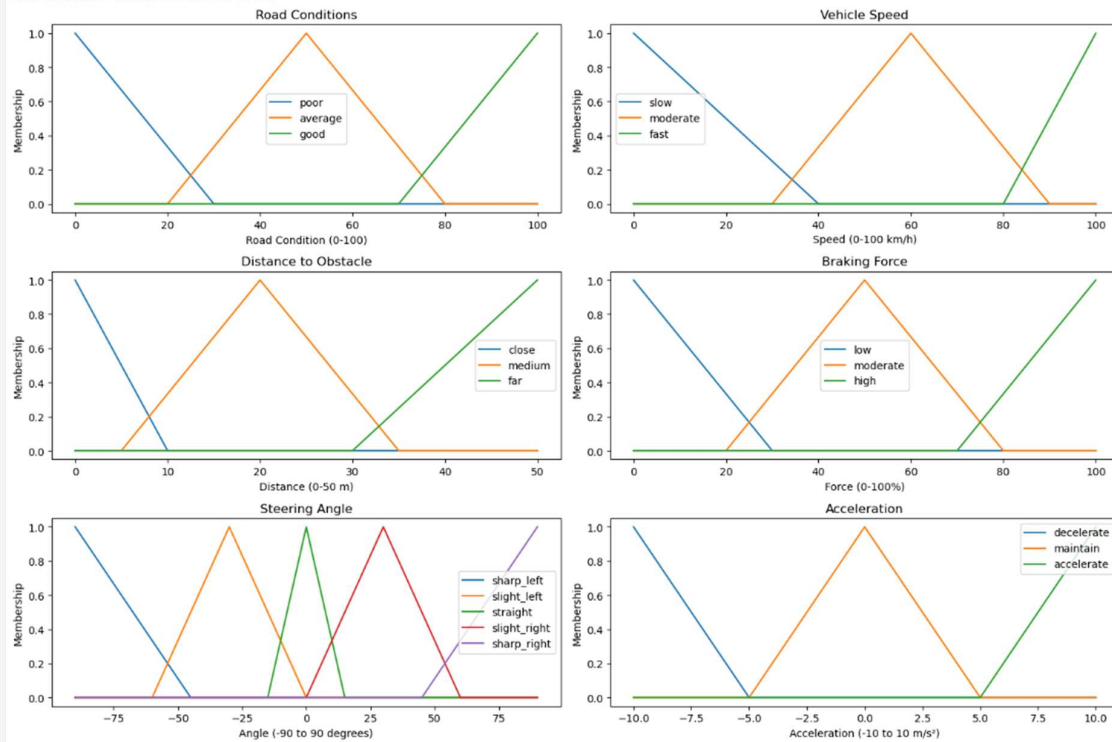 Road Conditions
Membership
1.0
0.8
0.6
0.4
0.2
0.0
poor
average
good
0 20 40 60 80 100
Road Condition (0-100)
Vehicle Speed
Membership
1.0
0.8
0.6
0.4
0.2
0.0
slow
moderate
fast
0 20 40 60 80 100
Speed (0-100 km/h)
Distance to Obstacle
Membership
1.0
0.8
0.6
0.4
0.2
0.0
close
medium
far
0 10 20 30 40 50
Distance (0-50 m)
Braking Force
Membership
1.0
0.8
0.6
0.4
0.2
0.0
low
moderate
high
0 20 40 60 80 100
Force (0-100%)
Steering Angle
Membership
1.0
0.8
0.6
0.4
0.2
0.0
sharp_left
slight_left
straight
slight_right
sharp_right
−75 −50 −25 0 25 50 75
Angle (-90 to 90 degrees)
Acceleration
Membership
1.0
0.8
0.6
0.4
0.2
0.0
decelerate
maintain
accelerate
−10.0 −7.5 −5.0 −2.5 0.0 2.5 5.0 7.5 10.0
Acceleration (-10 to 10 m/s²)